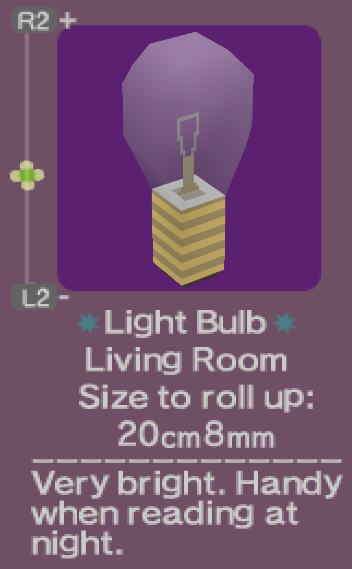 R2 +
L2 -
Light Bulb
Living Room
Size to roll up:
20cm8mm
Very bright. Handy
when reading at
night.